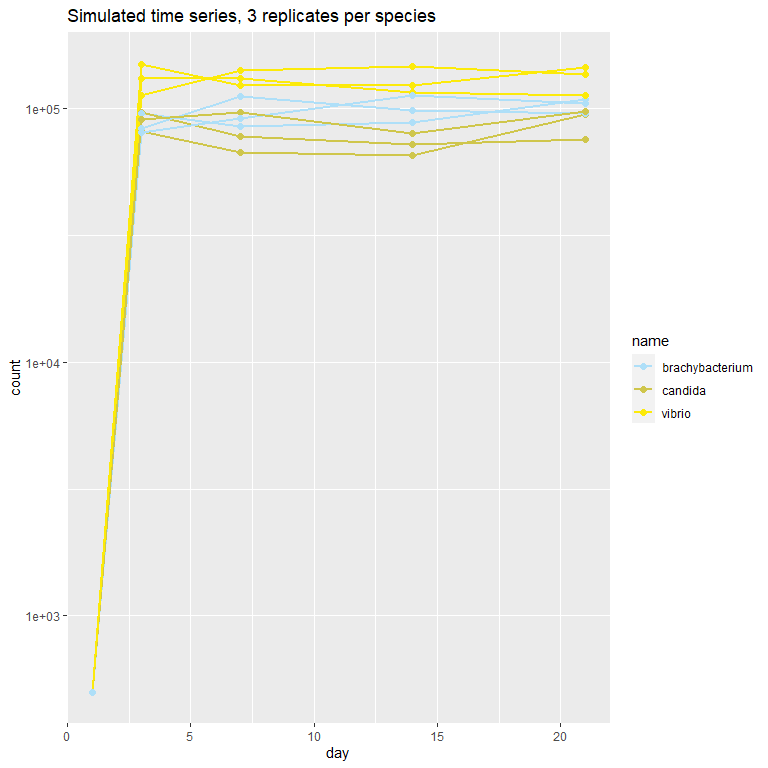 Simulated time series, 3 replicates per species
1e+05
1e+04
1e+03
count
0 5 10 15 20
day
name
brachybacterium
candida
vibrio